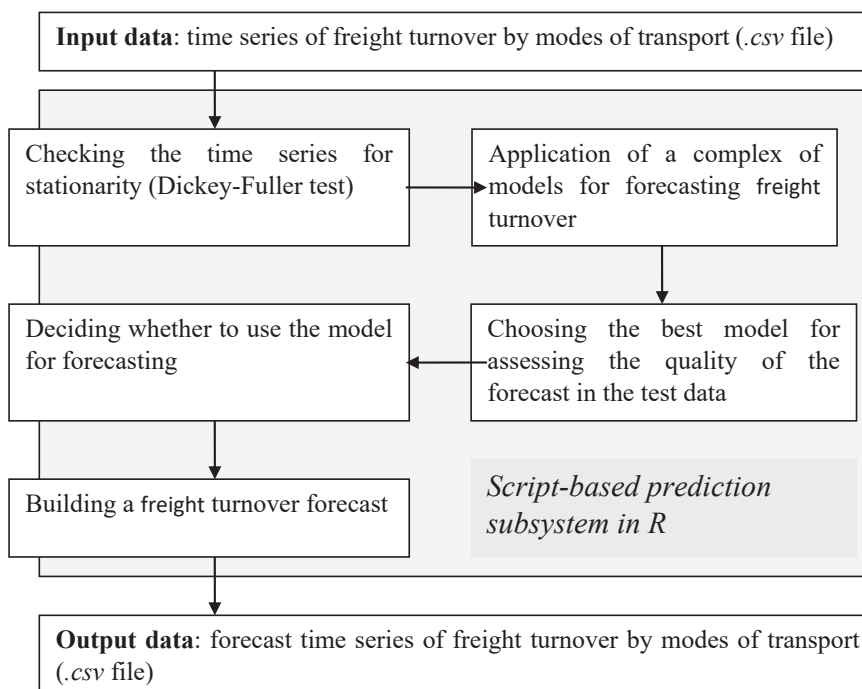 Input data: time series of freight turnover by modes of transport (.csv file)
Checking the time series for
stationarity (Dickey-Fuller test)
Application of a complex of
models for forecasting freight
turnover
Choosing the best model for
assessing the quality of the
forecast in the test data
Deciding whether to use the model
for forecasting
Building a freight turnover forecast
Script-based prediction
subsystem in R
Output data: forecast time series of freight turnover by modes of transport
(.csv file)